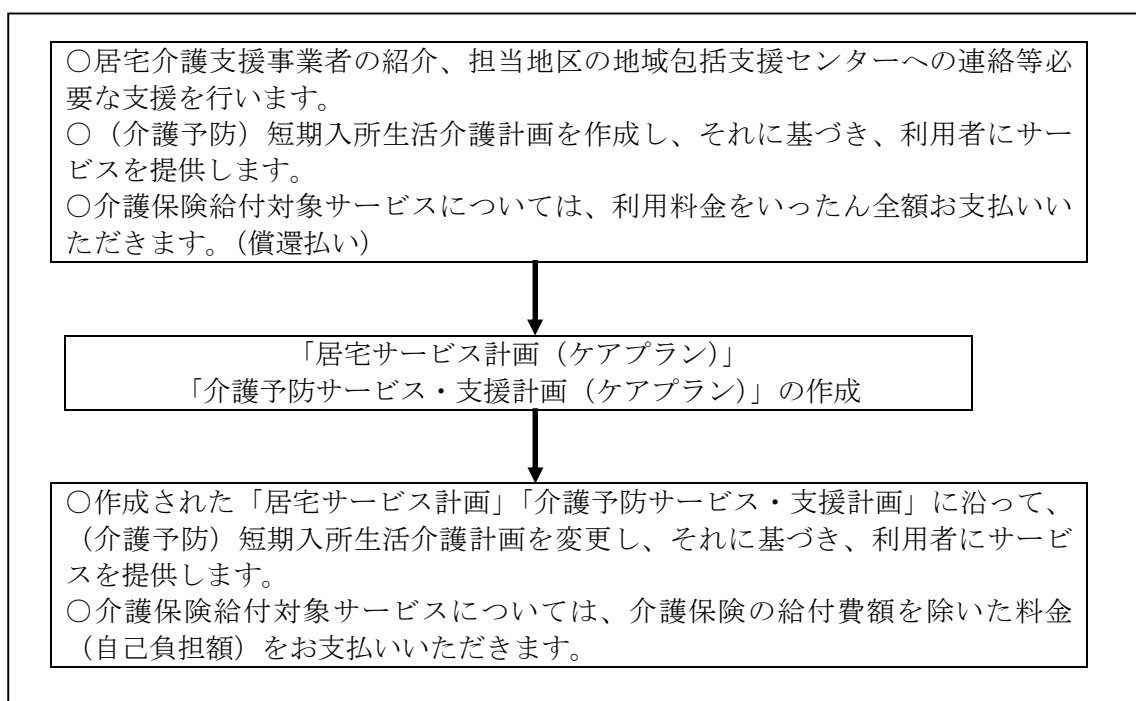 〇居宅介護支援事業者の紹介、担当地区の地域包括支援センターへの連絡等必
要な支援を行います。
〇（介護予防）短期入所生活介護計画を作成し、それに基づき、利用者にサー
ビスを提供します。
〇介護保険給付対象サービスについては、利用料金をいったん全額お支払いい
ただきます。（償還払い）
「居宅サービス計画（ケアプラン）」
「介護予防サービス・支援計画（ケアプラン）」の作成
〇作成された「居宅サービス計画」「介護予防サービス・支援計画」に沿って、
（介護予防）短期入所生活介護計画を変更し、それに基づき、利用者にサービ
スを提供します。
〇介護保険給付対象サービスについては、介護保険の給付費額を除いた料金
（自己負担額）をお支払いいただきます。